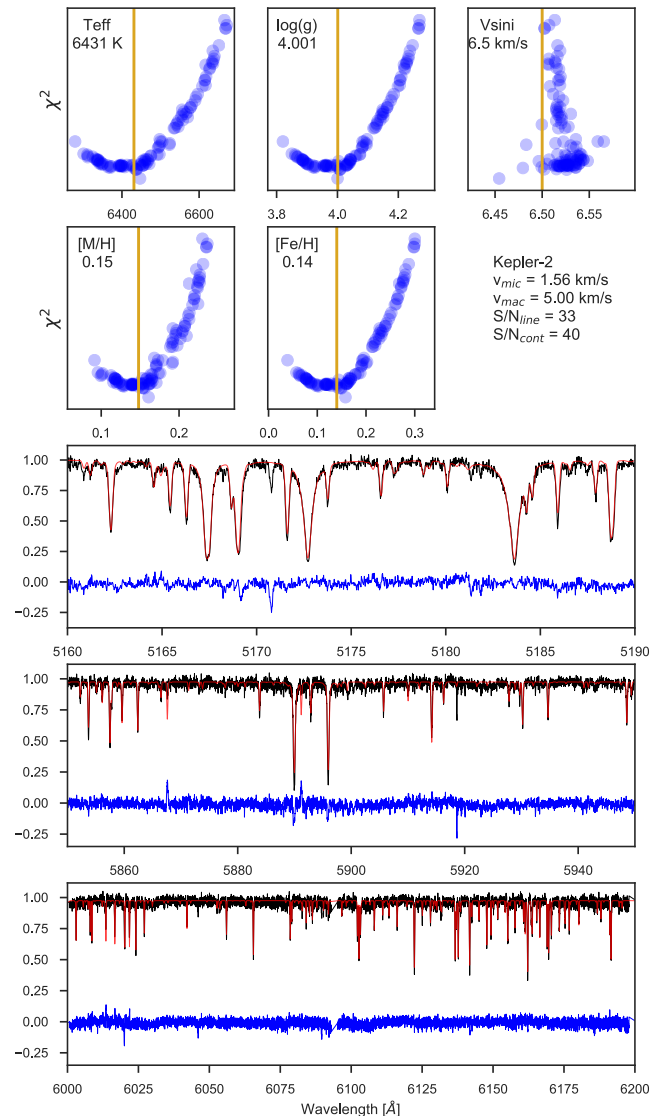 Teff
6431 K
log(g)
4.001
Vsini
6.5 km/s
χ²
6400 6600
3.8 4.0 4.2
6.45 6.50 6.55
[M/H]
0.15
[Fe/H]
0.14
Kepler-2
v_mic = 1.56 km/s
v_mac = 5.00 km/s
S/N_line = 33
S/N_cont = 40
χ²
0.1 0.2
0.0 0.1 0.2 0.3
1.00
0.75
0.50
0.25
0.00
−0.25
5160 5165 5170 5175 5180 5185 5190
1.00
0.75
0.50
0.25
0.00
−0.25
5860 5880 5900 5920 5940
1.00
0.75
0.50
0.25
0.00
−0.25
6000 6025 6050 6075 6100 6125 6150 6175 6200
Wavelength [Å]